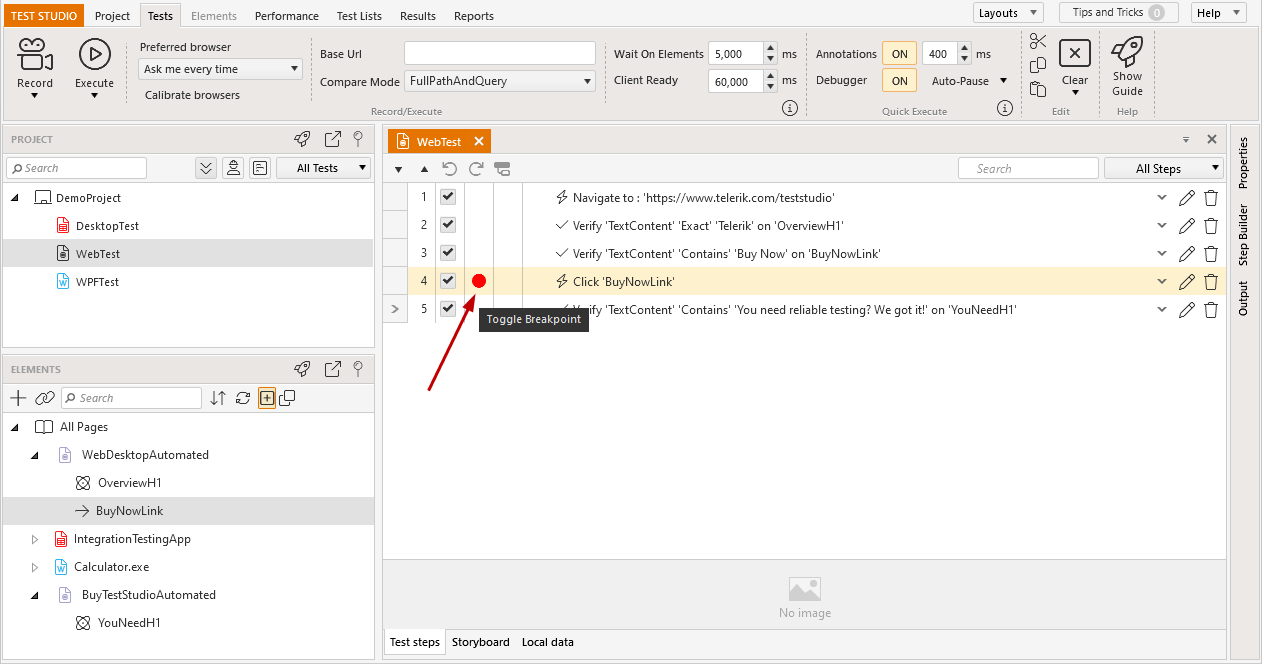 TEST STUDIO Project Tests Elements Performance Test Lists Results Reports Layouts Tips and Tricks 0 Help
Record
Execute
Preferred browser
Ask me every time
Calibrate browsers
Base Url
Compare Mode FullPathAndQuery
Record/Execute
Wait On Elements 5,000 ms
Client Ready 60,000 ms
Annotations ON 400 ms
Debugger ON Auto-Pause
Quick Execute
Clear
Edit
Show
Guide
Help
PROJECT
Search All Tests
DemoProject
DesktopTest
WebTest
WPFTest
ELEMENTS
Search
All Pages
WebDesktopAutomated
OverviewH1
BuyNowLink
IntegrationTestingApp
Calculator.exe
BuyTestStudioAutomated
YouNeedH1
WebTest
Search All Steps
1 Navigate to : 'https://www.telerik.com/teststudio'
2 Verify 'TextContent' 'Exact' 'Telerik' on 'OverviewH1'
3 Verify 'TextContent' 'Contains' 'Buy Now' on 'BuyNowLink'
4 Click 'BuyNowLink'
5 Verify 'TextContent' 'Contains' 'You need reliable testing? We got it!' on 'YouNeedH1'
Toggle Breakpoint
No image
Test steps Storyboard Local data
Properties
Step Builder
Output